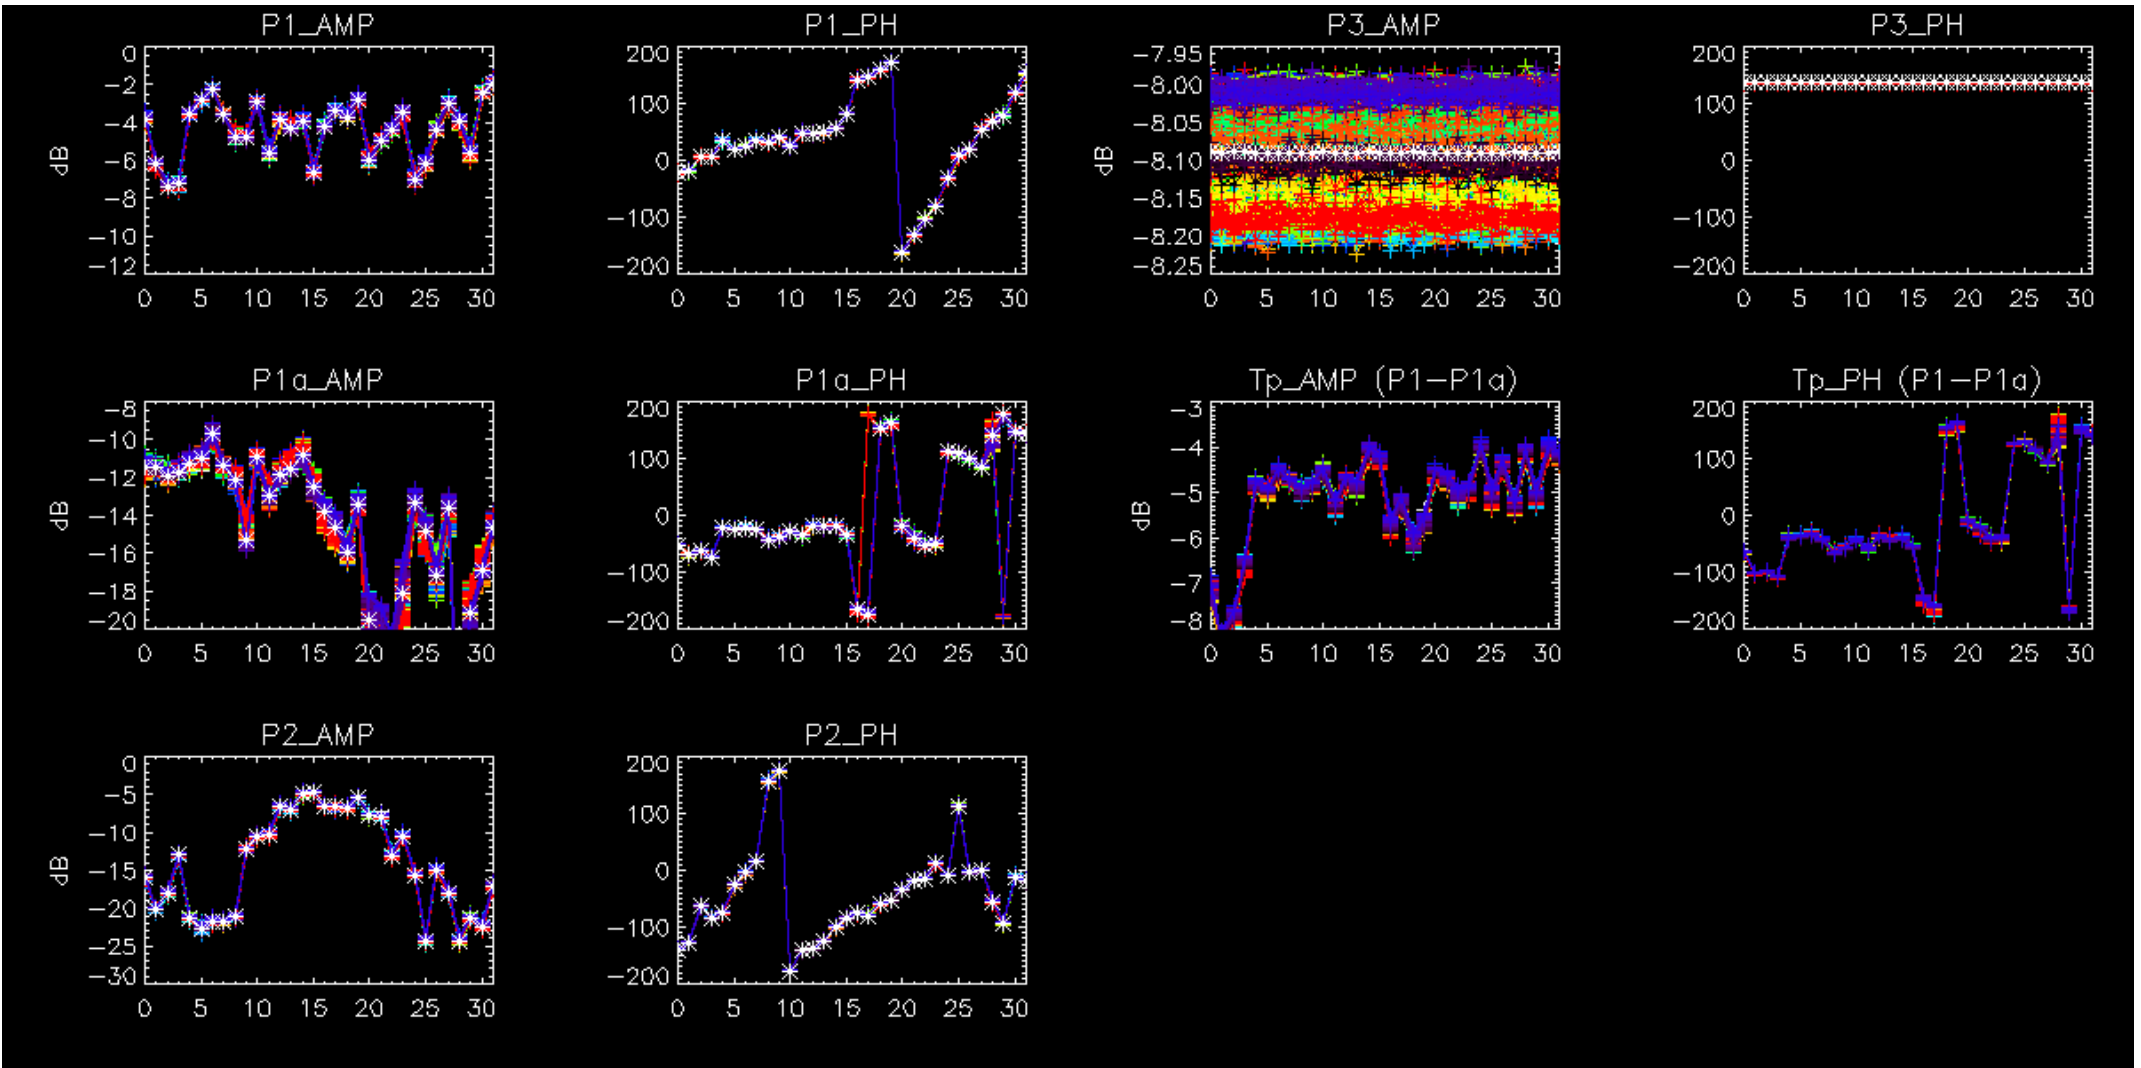 P1_AMP
0
−2
−4
−6
−8
−10
−12
dB
0 5 10 15 20 25 30
P1_PH
200
100
0
−100
−200
0 5 10 15 20 25 30
P3_AMP
−7.95
−8.00
−8.05
−8.10
−8.15
−8.20
−8.25
dB
0 5 10 15 20 25 30
P3_PH
200
100
0
−100
−200
0 5 10 15 20 25 30
P1a_AMP
−8
−10
−12
−14
−16
−18
−20
dB
0 5 10 15 20 25 30
P1a_PH
200
100
0
−100
−200
0 5 10 15 20 25 30
Tp_AMP (P1−P1a)
−3
−4
−5
−6
−7
−8
dB
0 5 10 15 20 25 30
Tp_PH (P1−P1a)
200
100
0
−100
−200
0 5 10 15 20 25 30
P2_AMP
0
−5
−10
−15
−20
−25
−30
dB
0 5 10 15 20 25 30
P2_PH
200
100
0
−100
−200
0 5 10 15 20 25 30